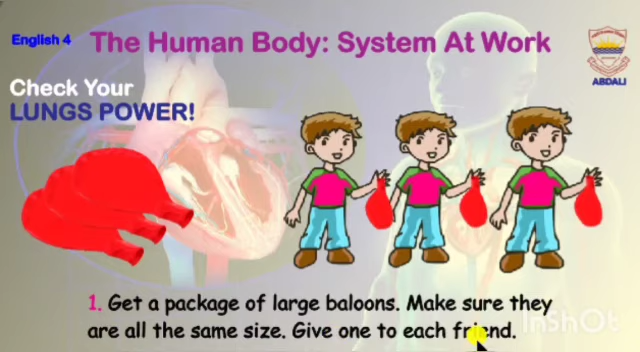 English 4
The Human Body: System At Work
ABDALI
Check Your
LUNGS POWER!
1. Get a package of large baloons. Make sure they
are all the same size. Give one to each friend.
InShOt